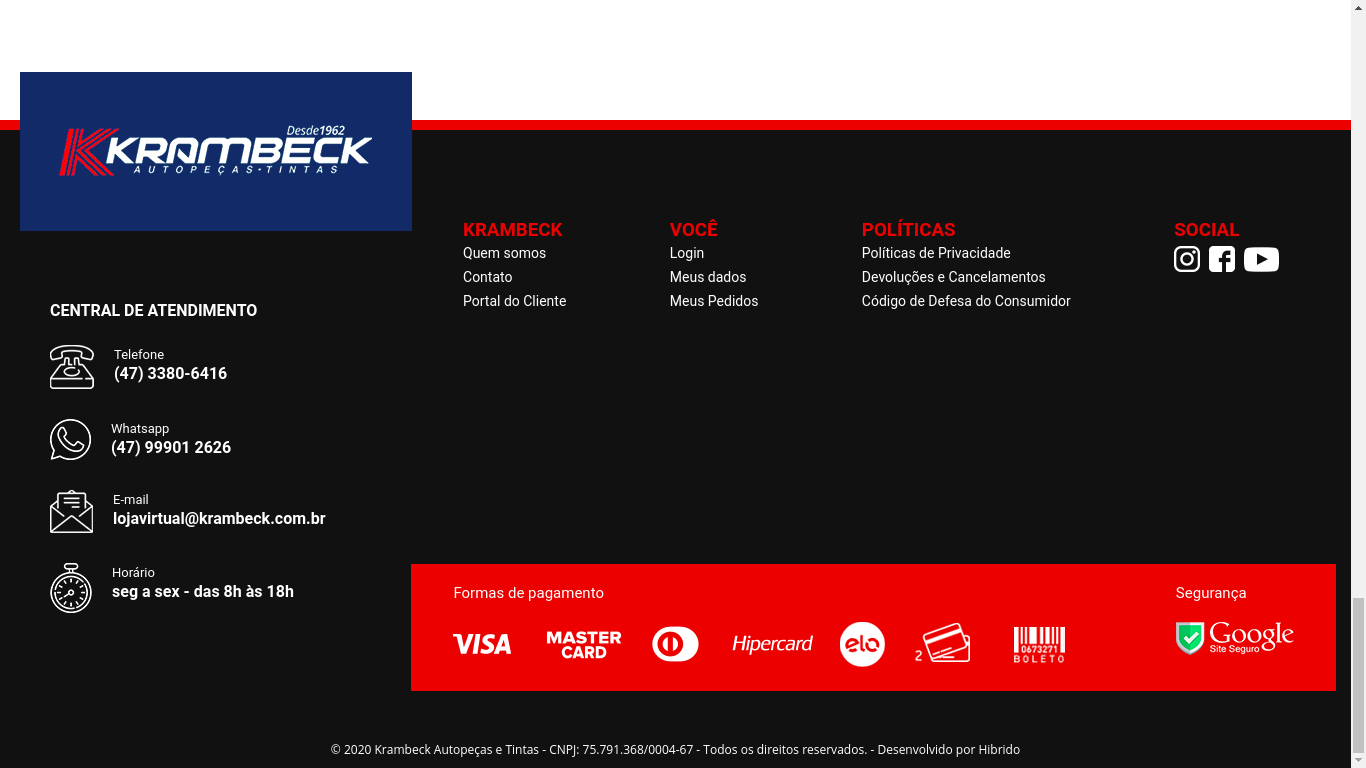 Desde1962
KRAMBECK
AUTOPEÇAS•TINTAS
CENTRAL DE ATENDIMENTO
Telefone
(47) 3380-6416
Whatsapp
(47) 99901 2626
E-mail
lojavirtual@krambeck.com.br
Horário
seg a sex - das 8h às 18h
KRAMBECK
Quem somos
Contato
Portal do Cliente
VOCÊ
Login
Meus dados
Meus Pedidos
POLÍTICAS
Políticas de Privacidade
Devoluções e Cancelamentos
Código de Defesa do Consumidor
SOCIAL
Formas de pagamento
VISA
MASTER
CARD
Hipercard
elo
2
0673271
BOLETO
Segurança
Google
Site Seguro
© 2020 Krambeck Autopeças e Tintas - CNPJ: 75.791.368/0004-67 - Todos os direitos reservados. - Desenvolvido por Hibrido